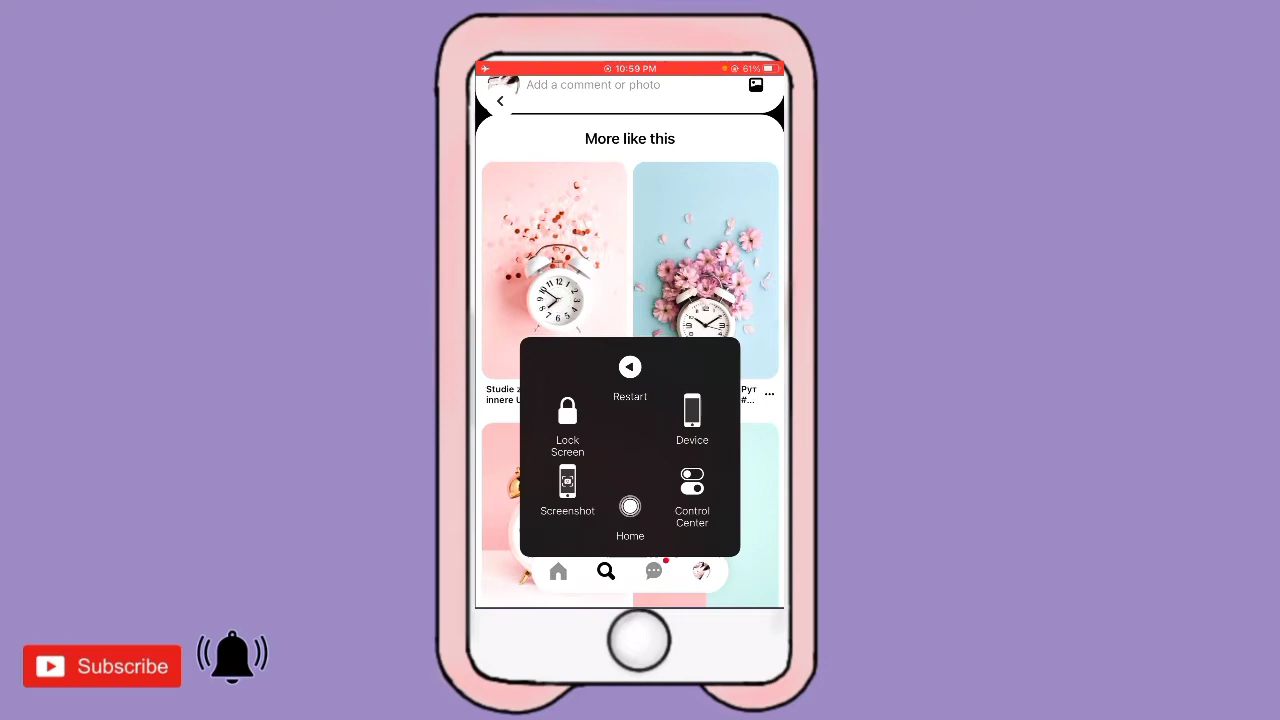 10:59 PM
61%
Add a comment or photo
More like this
Studie z
innere U
Рут
#...
Restart
Lock
Screen
Device
Screenshot
Control
Center
Home
Subscribe